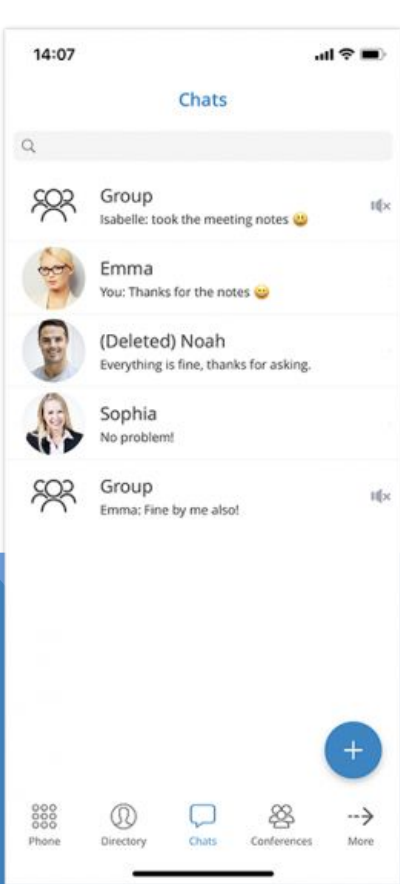 14:07
Chats
Group
Isabelle: took the meeting notes 😃
Emma
You: Thanks for the notes 😀
(Deleted) Noah
Everything is fine, thanks for asking.
Sophia
No problem!
Group
Emma: Fine by me also!
+
Phone Directory Chats Conferences More